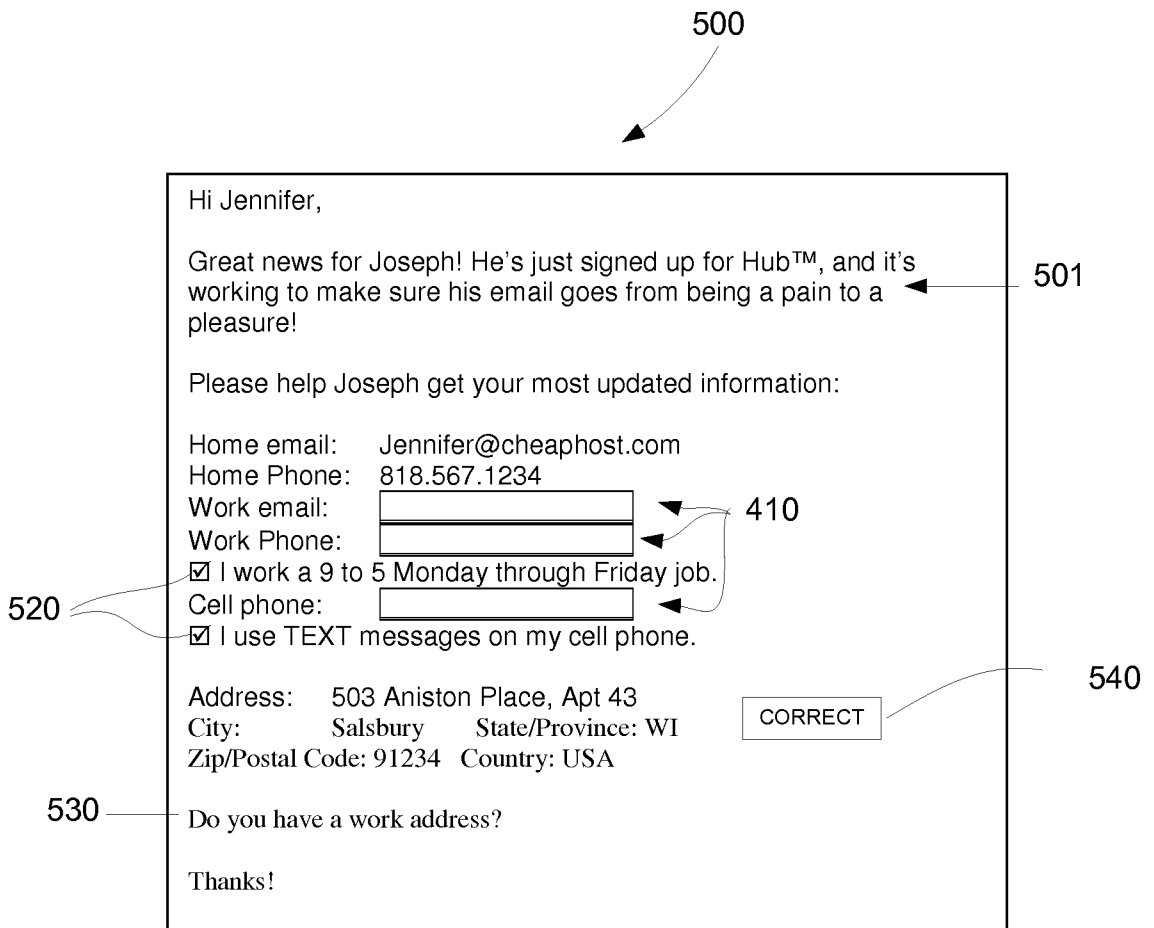 500
Hi Jennifer,
Great news for Joseph! He's just signed up for Hub™, and it's
working to make sure his email goes from being a pain to a
pleasure!
501
Please help Joseph get your most updated information:
Home email: Jennifer@cheaphost.com
Home Phone: 818.567.1234
Work email:
410
Work Phone:
I work a 9 to 5 Monday through Friday job.
520
Cell phone:
I use TEXT messages on my cell phone.
Address: 503 Aniston Place, Apt 43
540
CORRECT
City: Salsbury State/Province: WI
Zip/Postal Code: 91234 Country: USA
530
Do you have a work address?
Thanks!